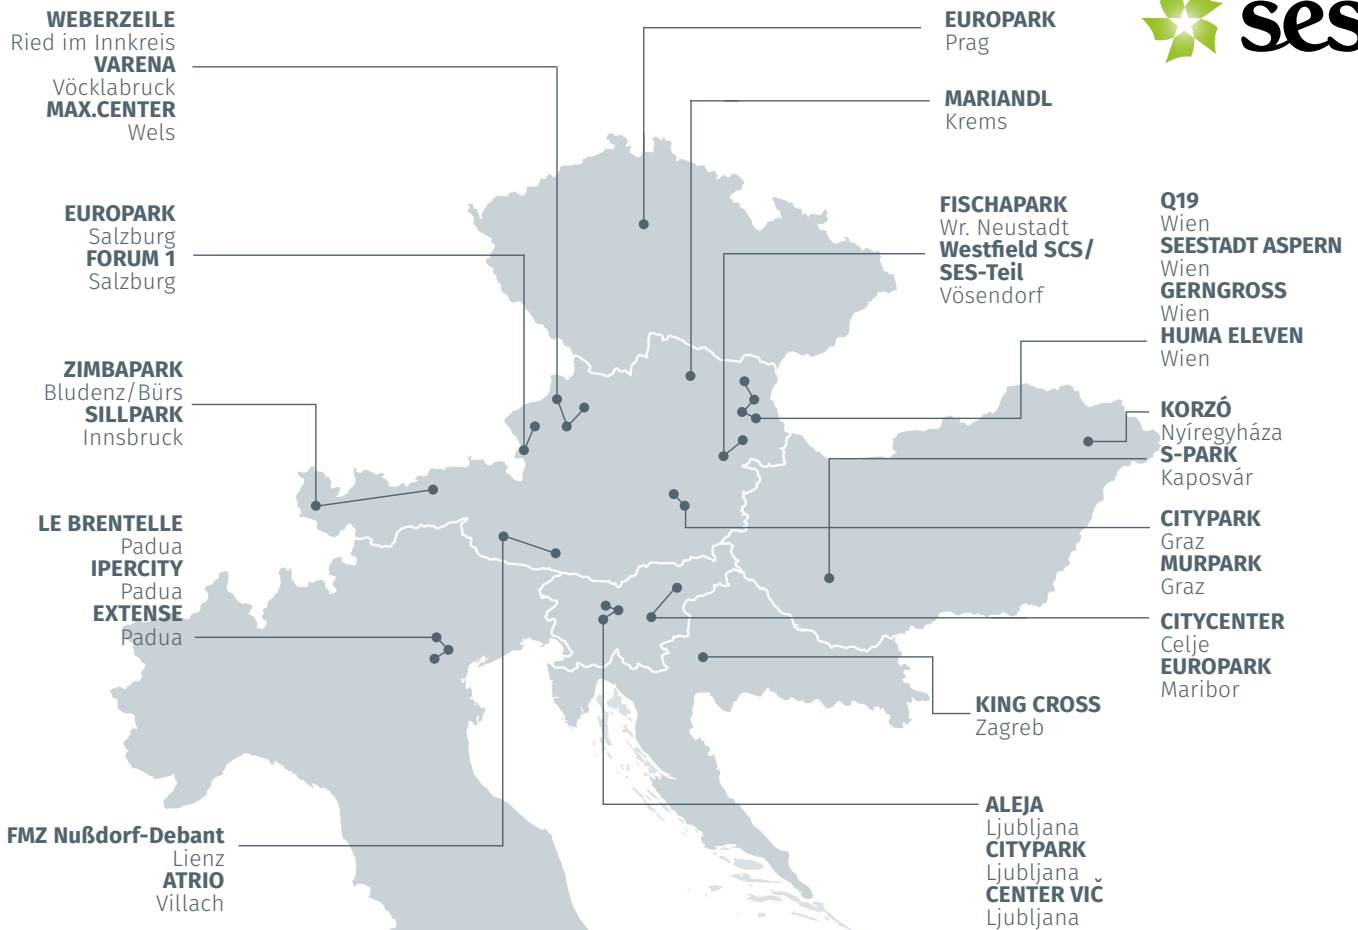 WEBERZEILE
Ried im Innkreis
VARENA
Vöcklabruck
MAX.CENTER
Wels
EUROPARK
Salzburg
FORUM 1
Salzburg
ZIMBAPARK
Bludenz/Bürs
SILLPARK
Innsbruck
LE BRENTELLE
Padua
IPERCITY
Padua
EXTENSE
Padua
FMZ Nußdorf-Debant
Lienz
ATRIO
Villach
EUROPARK
Prag
MARIANDL
Krems
FISCHAPARK
Wr. Neustadt
Westfield SCS/
SES-Teil
Vösendorf
ses
Q19
Wien
SEESTADT ASPERN
Wien
GERNGROSS
Wien
HUMA ELEVEN
Wien
KORZÓ
Nyíregyháza
S-PARK
Kaposvár
CITYPARK
Graz
MURPARK
Graz
CITYCENTER
Celje
EUROPARK
Maribor
KING CROSS
Zagreb
ALEJA
Ljubljana
CITYPARK
Ljubljana
CENTER VIČ
Ljubljana